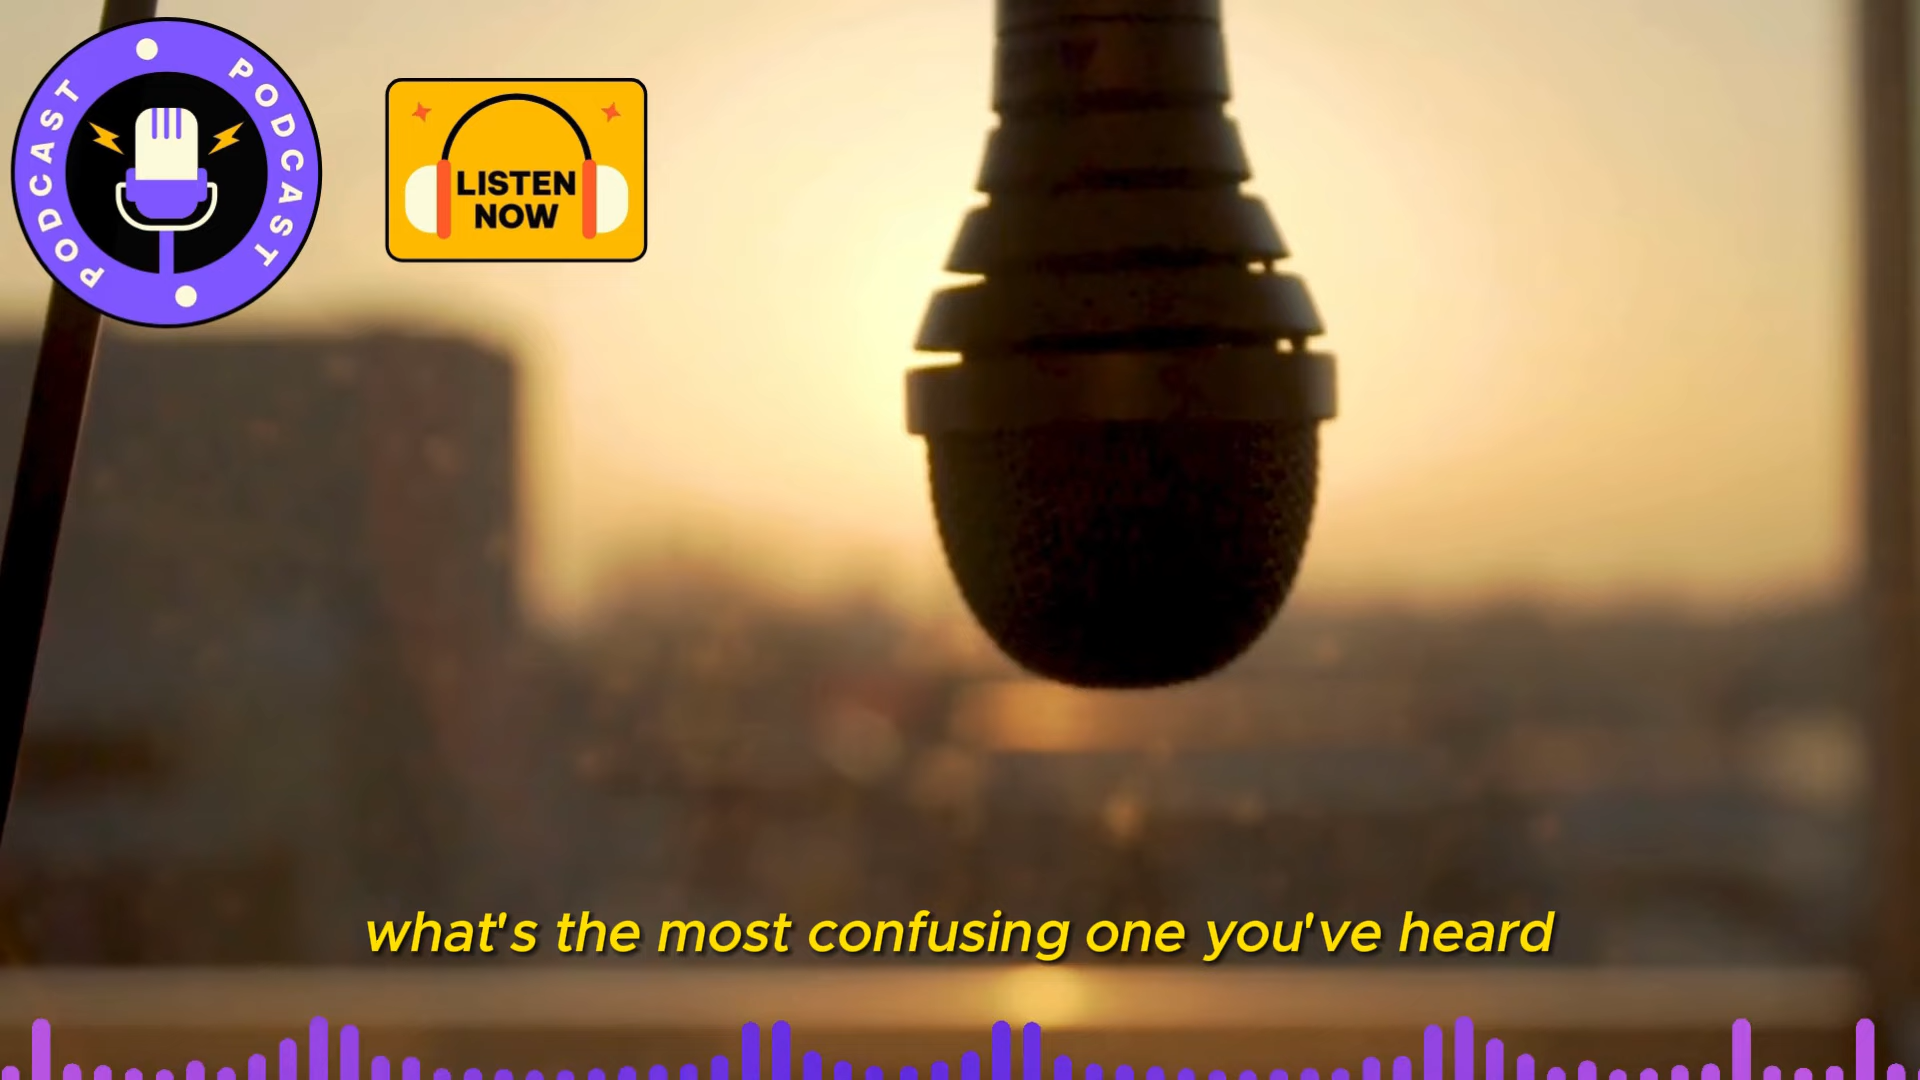 PODCAST
PODCAST
LISTEN
NOW
what's the most confusing one you've heard